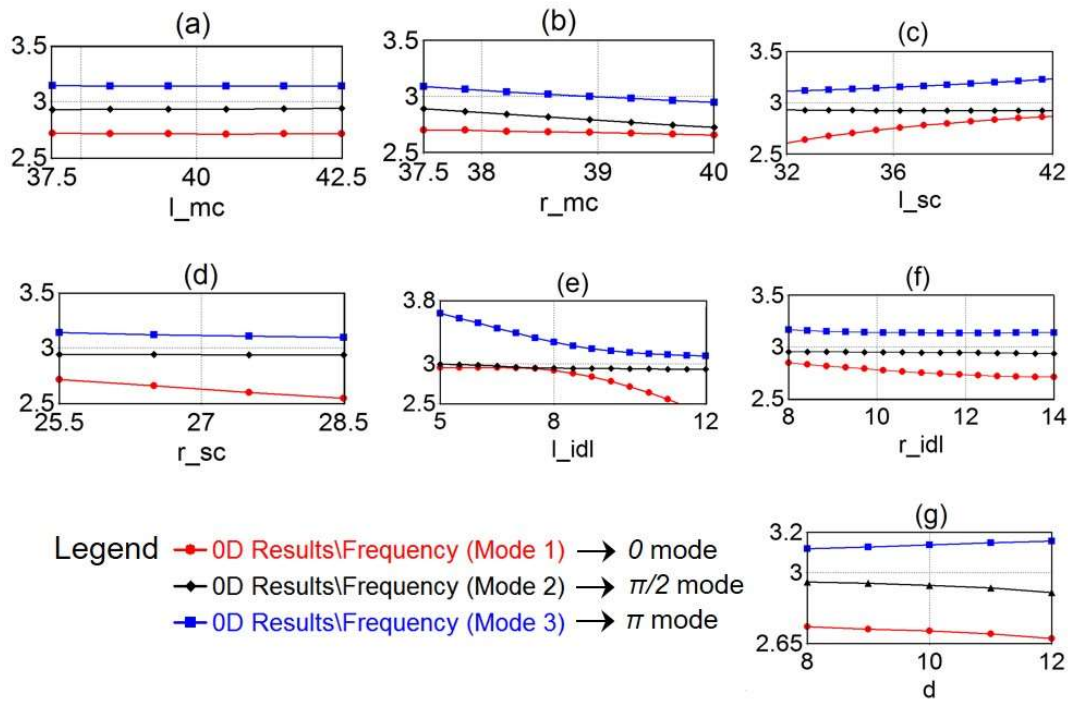 (a)
3.5
3
2.5
37.5 40 42.5
l_mc
(b)
3.5
3
2.5
37.5 38 39 40
r_mc
(c)
3.5
3
2.5
32 36 42
l_sc
(d)
3.5
3
2.5
25.5 27 28.5
r_sc
(e)
3.8
3
2.5
5 8 12
l_idl
(f)
3.5
3
2.5
8 10 12 14
r_idl
Legend
0D Results\Frequency (Mode 1) → 0 mode
0D Results\Frequency (Mode 2) → π/2 mode
0D Results\Frequency (Mode 3) → π mode
(g)
3.2
3
2.65
8 10 12
d